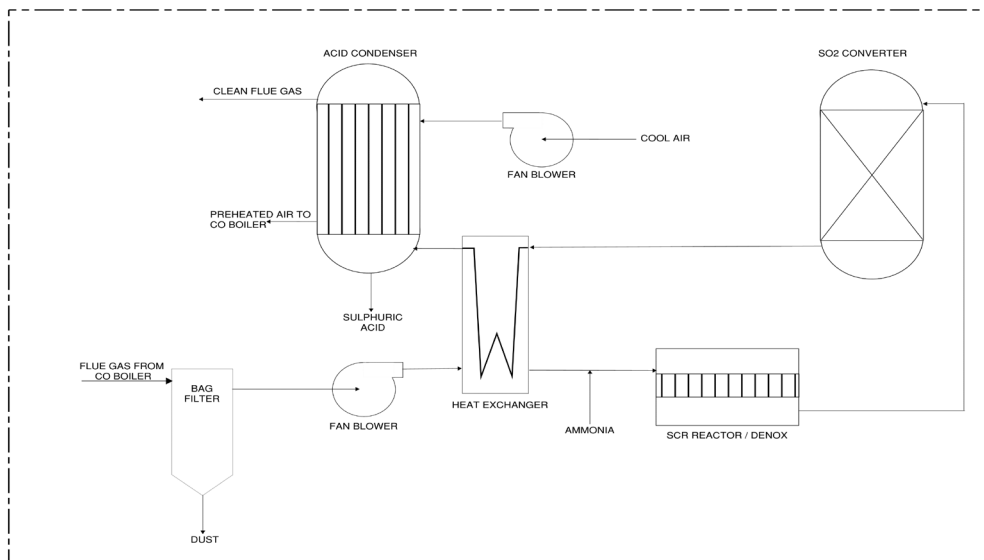 ACID CONDENSER
SO2 CONVERTER
CLEAN FLUE GAS
COOL AIR
FAN BLOWER
PREHEATED AIR TO
CO BOILER
SULPHURIC
ACID
FLUE GAS FROM
CO BOILER
BAG
FILTER
FAN BLOWER
HEAT EXCHANGER
AMMONIA
SCR REACTOR / DENOX
DUST